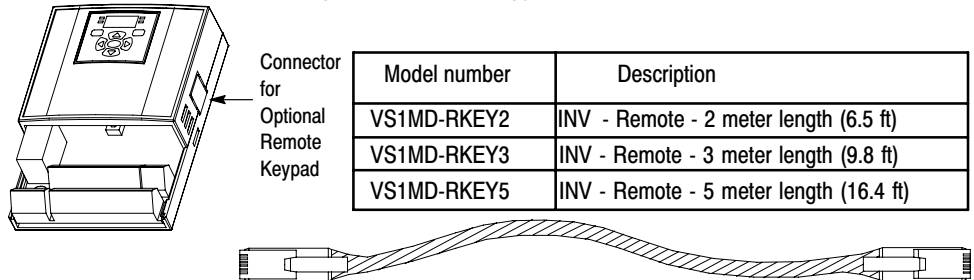 Connector
for
Optional
Remote
Keypad
Model number Description
VS1MD-RKEY2 INV - Remote - 2 meter length (6.5 ft)
VS1MD-RKEY3 INV - Remote - 3 meter length (9.8 ft)
VS1MD-RKEY5 INV - Remote - 5 meter length (16.4 ft)